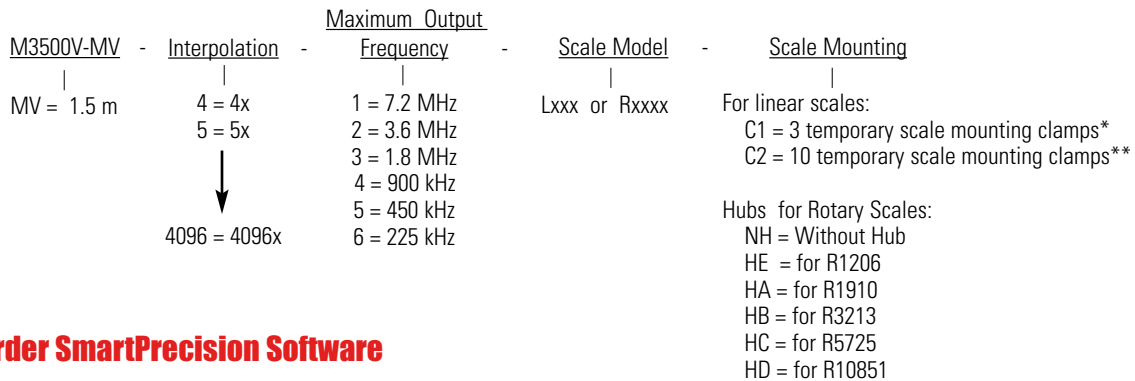 Maximum Output
M3500V-MV - Interpolation - Frequency - Scale Model - Scale Mounting
MV = 1.5 m
4 = 4x
5 = 5x
4096 = 4096x
1 = 7.2 MHz
2 = 3.6 MHz
3 = 1.8 MHz
4 = 900 kHz
5 = 450 kHz
6 = 225 kHz
Lxxx or Rxxxx
For linear scales:
C1 = 3 temporary scale mounting clamps*
C2 = 10 temporary scale mounting clamps**
Hubs for Rotary Scales:
NH = Without Hub
HE = for R1206
HA = for R1910
HB = for R3213
HC = for R5725
HD = for R10851
rder SmartPrecision Software